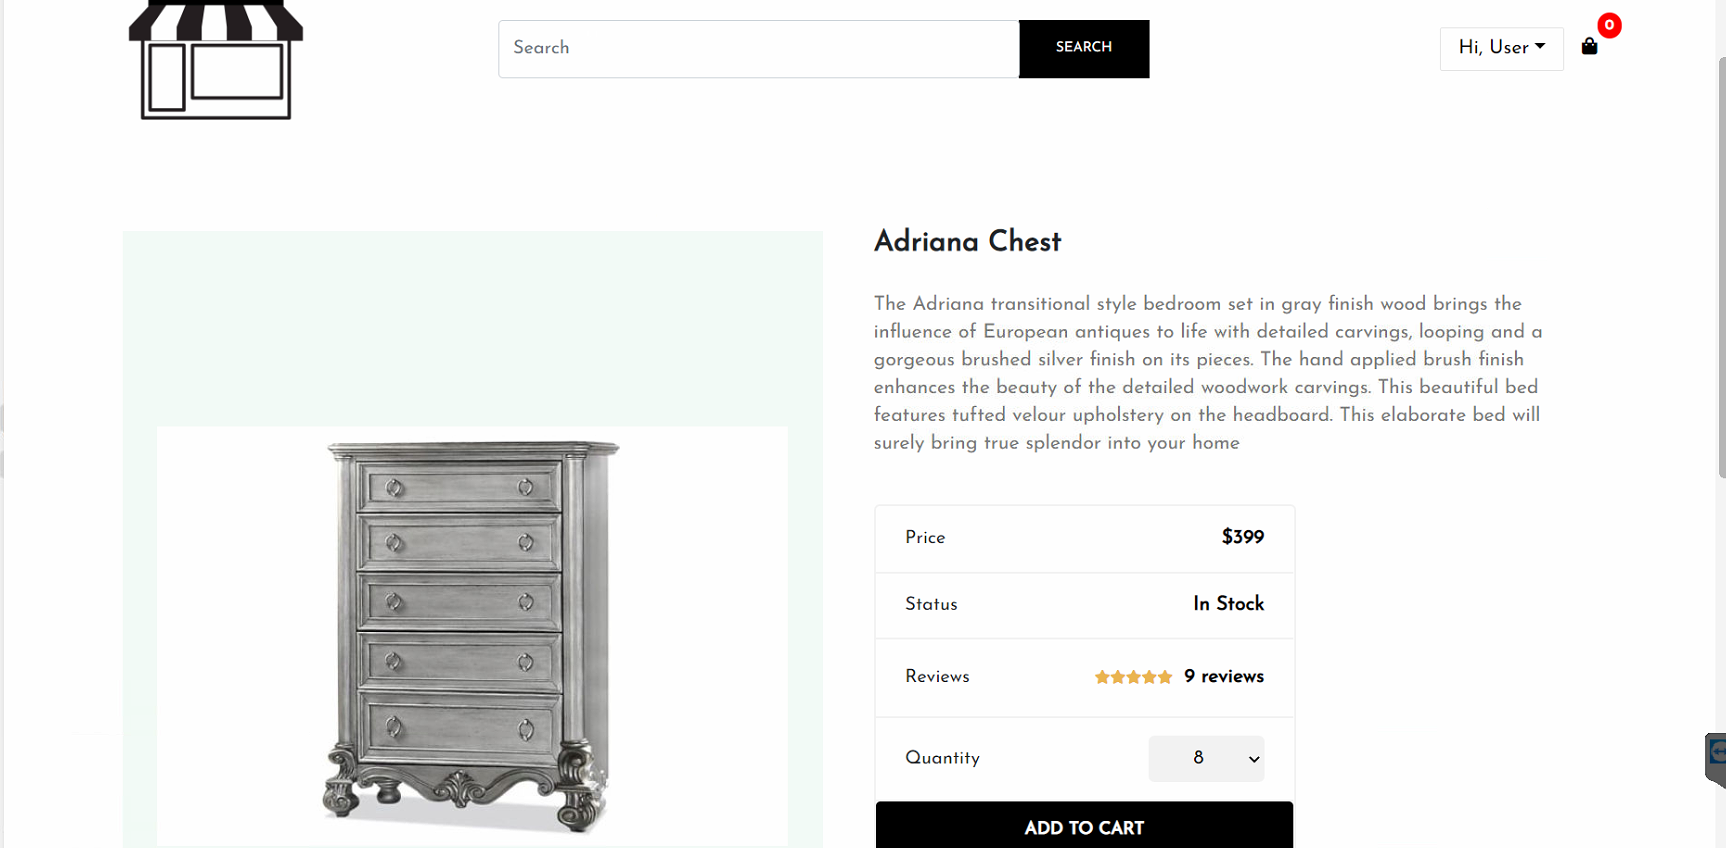 Search
SEARCH
Hi, User
0
Adriana Chest
The Adriana transitional style bedroom set in gray finish wood brings the
influence of European antiques to life with detailed carvings, looping and a
gorgeous brushed silver finish on its pieces. The hand applied brush finish
enhances the beauty of the detailed woodwork carvings. This beautiful bed
features tufted velour upholstery on the headboard. This elaborate bed will
surely bring true splendor into your home
Price $399
Status In Stock
Reviews 9 reviews
Quantity 8
ADD TO CART